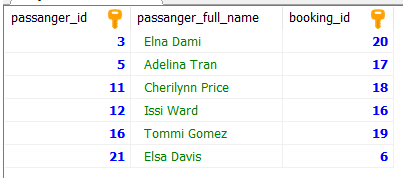 passanger_id passanger_full_name booking_id
3 Elna Dami 20
5 Adelina Tran 17
11 Cherilynn Price 18
12 Issi Ward 16
16 Tommi Gomez 19
21 Elsa Davis 6